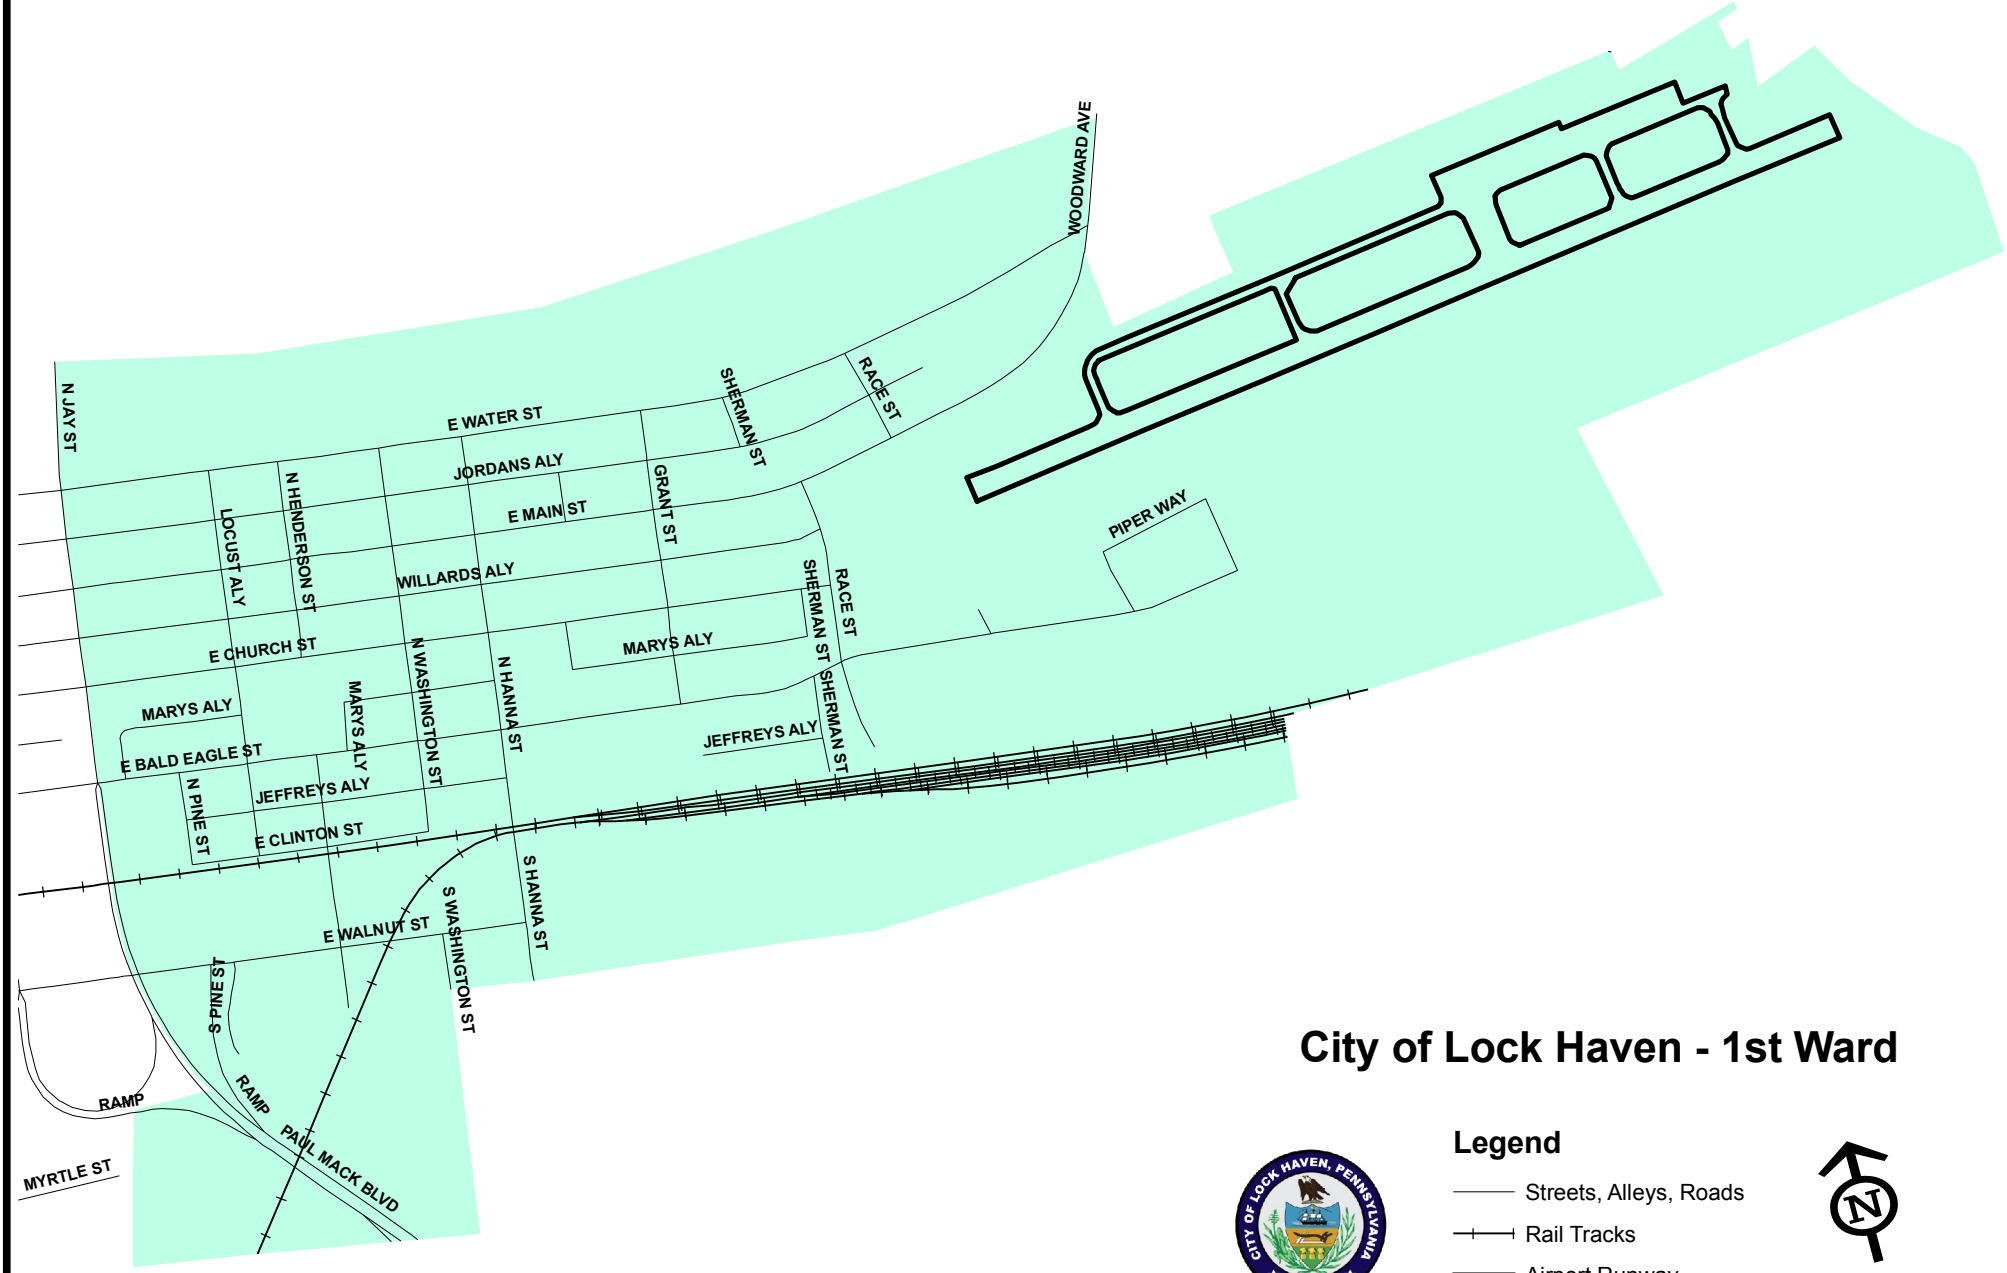 WOODWARD AVE
N JAY ST
E WATER ST
SHERMAN ST
RACE ST
JORDANS ALY
N HENDERSON ST
GRANT ST
LOCUST ALY
E MAIN ST
PIPER WAY
WILLARDS ALY
SHERMAN ST
RACE ST
E CHURCH ST
MARYS ALY
N WASHINGTON ST
N HANNA ST
MARYS ALY
MARYS ALY
SHERMAN ST
JEFFREYS ALY
E BALD EAGLE ST
N PINE ST
JEFFREYS ALY
E CLINTON ST
S HANNA ST
S WASHINGTON ST
E WALNUT ST
S PINE ST
RAMP
RAMP
PAUL MACK BLVD
MYRTLE ST
City of Lock Haven - 1st Ward
CITY OF LOCK HAVEN, PENNSYLVANIA
Legend
Streets, Alleys, Roads
Rail Tracks
Airport Runway
N